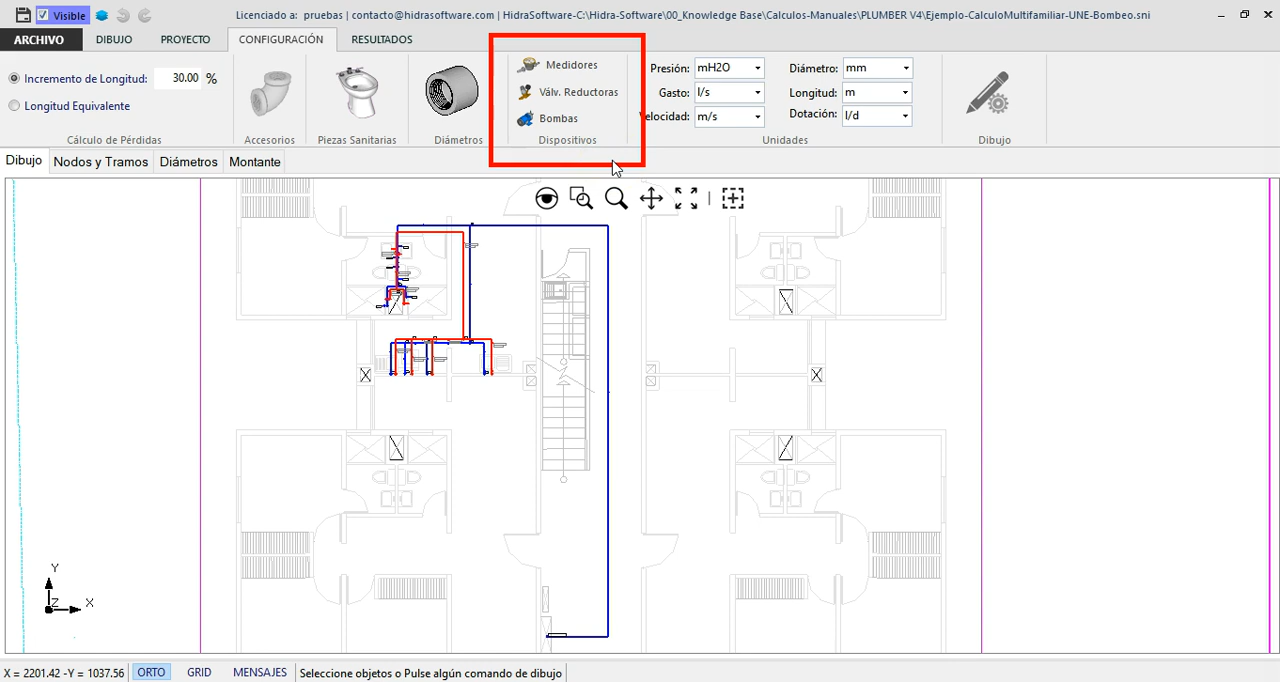 Visible
Licenciado a: pruebas | contacto@hidrasoftware.com | HidraSoftware-C:\Hidra-Software\00_Knowledge Base\Calculos-Manuales\PLUMBER V4\Ejemplo-CalculoMultifamiliar-UNE-Bombeo.sni
ARCHIVO DIBUJO PROYECTO CONFIGURACIÓN RESULTADOS
Incremento de Longitud: 30.00 %
Longitud Equivalente
Cálculo de Pérdidas
Accesorios
Piezas Sanitarias
Diámetros
Medidores
Válv. Reductoras
Bombas
Dispositivos
Presión: mH2O Diámetro: mm
Gasto: l/s Longitud: m
elocidad: m/s Dotación: l/d
Unidades
Dibujo
Dibujo Nodos y Tramos Diámetros Montante
Y
Z X
X = 2201.42 -Y = 1037.56 ORTO GRID MENSAJES Seleccione objetos o Pulse algún comando de dibujo